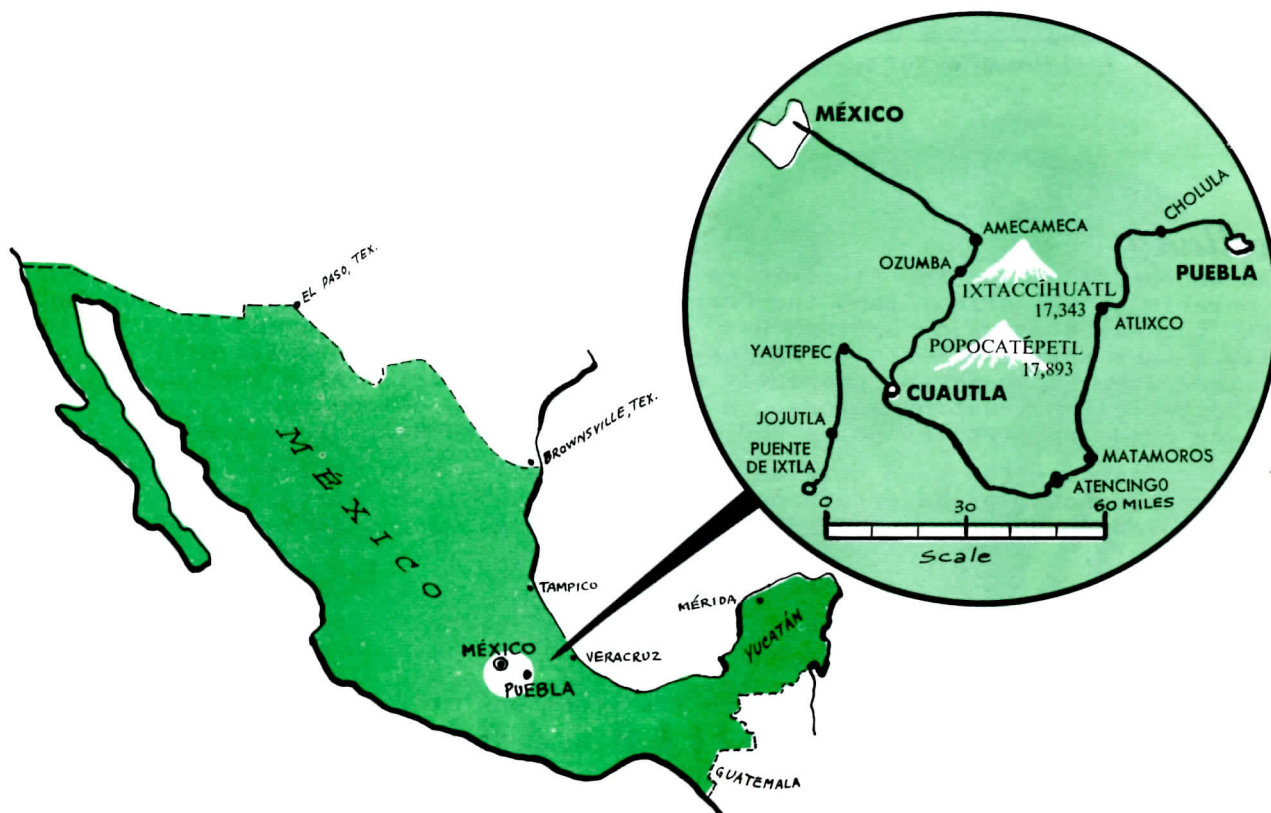 MÉXICO
CHOLULA
AMECAMECA
OZUMBA
PUEBLA
IXTACCÎHUATL
17,343
ATLIXCO
YAUTEPEC
POPOCATÉPETL
17,893
CUAUTLA
JOJUTLA
PUENTE
DE IXTLA
MATAMOROS
ATENCINGO
0
30
60 MILES
Scale
EL PASO, TEX.
BROWNSVILLE, TEX.
MÉXICO
TAMPICO
MÉRIDA
YUCATÁN
MÉXICO
VERACRUZ
PUEBLA
GUATEMALA